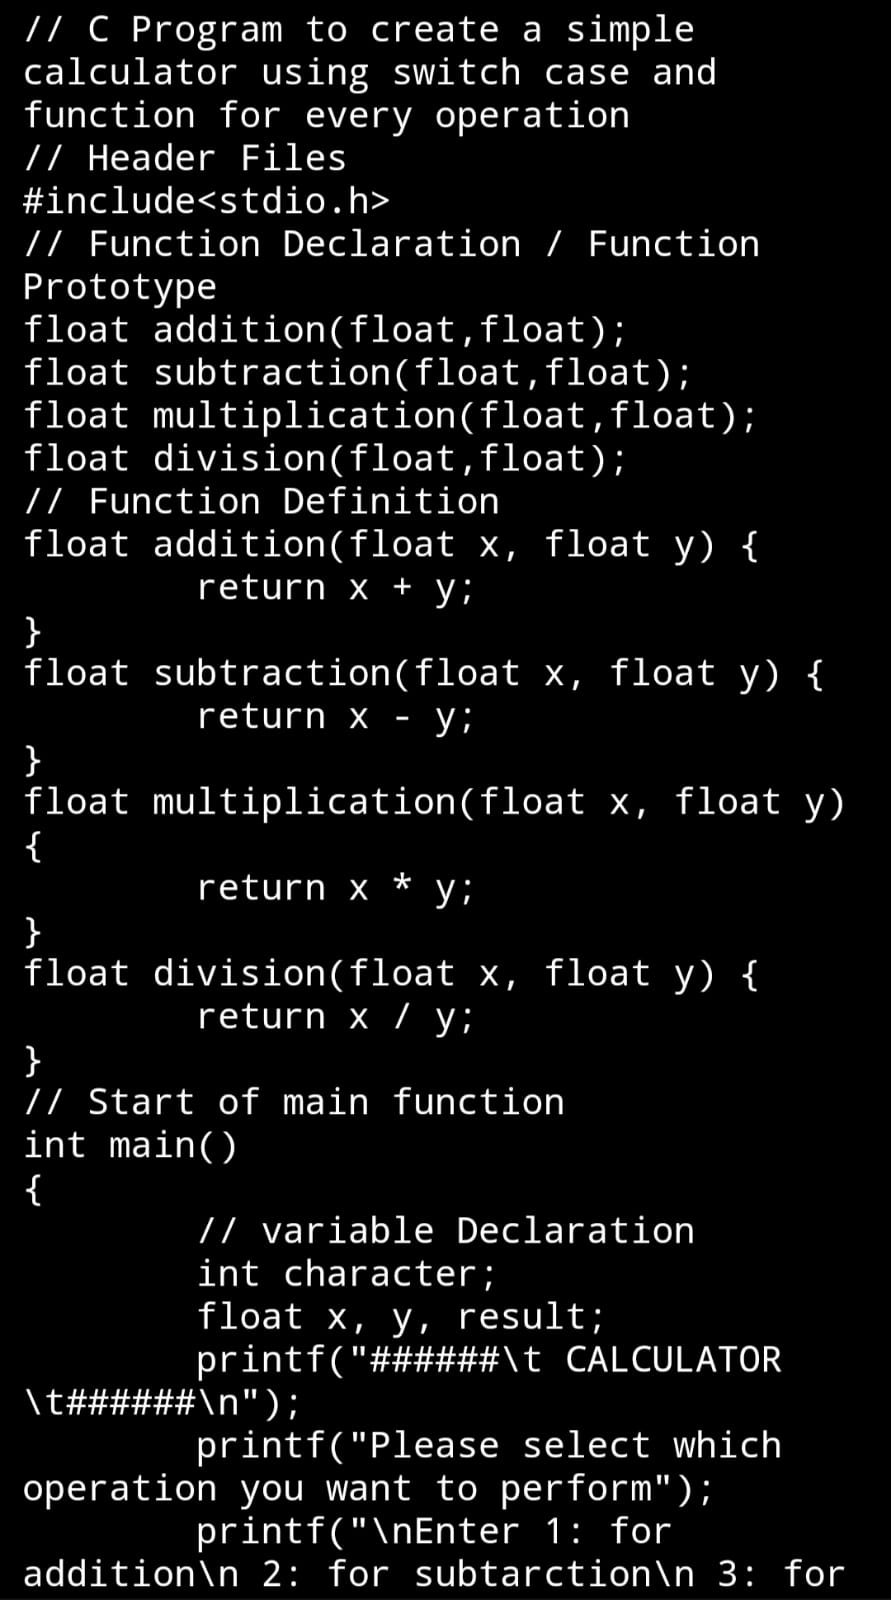 // C Program to create a simple
calculator using switch case and
function for every operation
// Header Files
#include<stdio.h>
// Function Declaration / Function
Prototype
float addition(float,float);
float subtraction(float,float);
float multiplication(float,float);
float division(float,float);
// Function Definition
float addition(float x, float y) {
        return x + y;
}
float subtraction(float x, float y) {
        return x - y;
}
float multiplication(float x, float y)
{
        return x * y;
}
float division(float x, float y) {
        return x / y;
}
// Start of main function
int main()
{
        // variable Declaration
        int character;
        float x, y, result;
        printf("######\t CALCULATOR
\t######\n");
        printf("Please select which
operation you want to perform");
        printf("\nEnter 1: for
addition\n 2: for subtarction\n 3: for